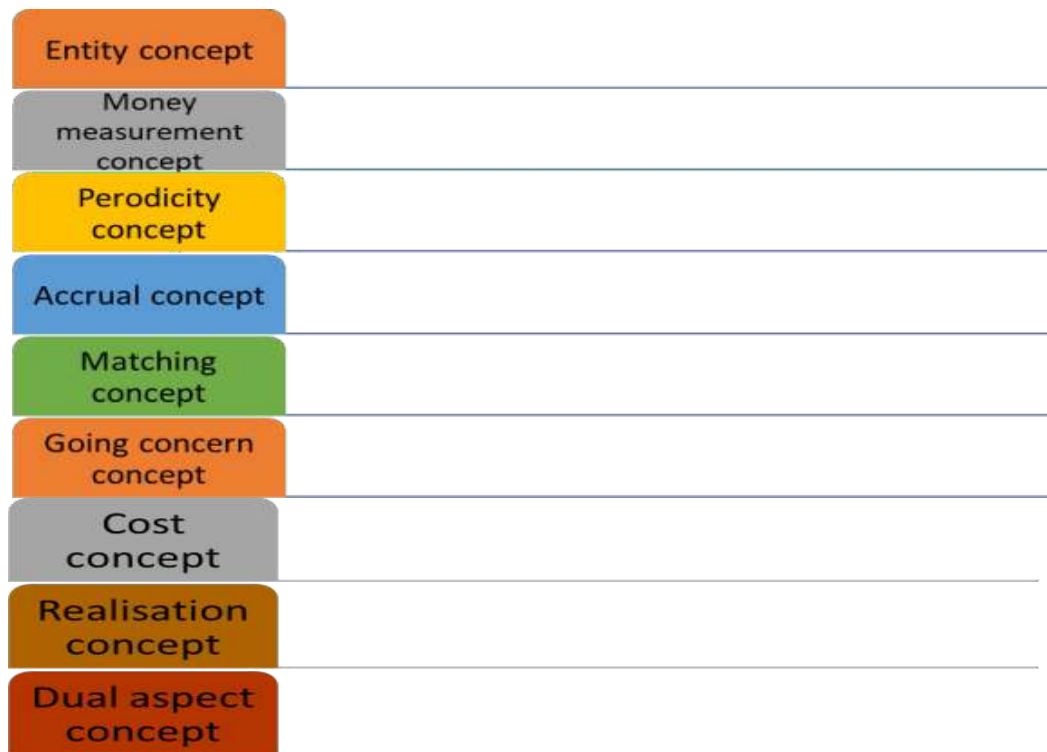 Entity concept
Money
measurement
concept
Perodicity
concept
Accrual concept
Matching
concept
Going concern
concept
Cost
concept
Realisation
concept
Dual aspect
concept